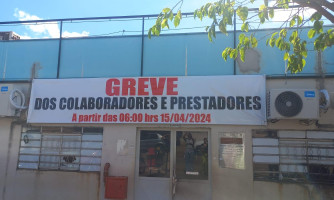 GREVE
DOS COLABORADORES E PRESTADORES
A partir das 06:00 hrs 15/04/2024